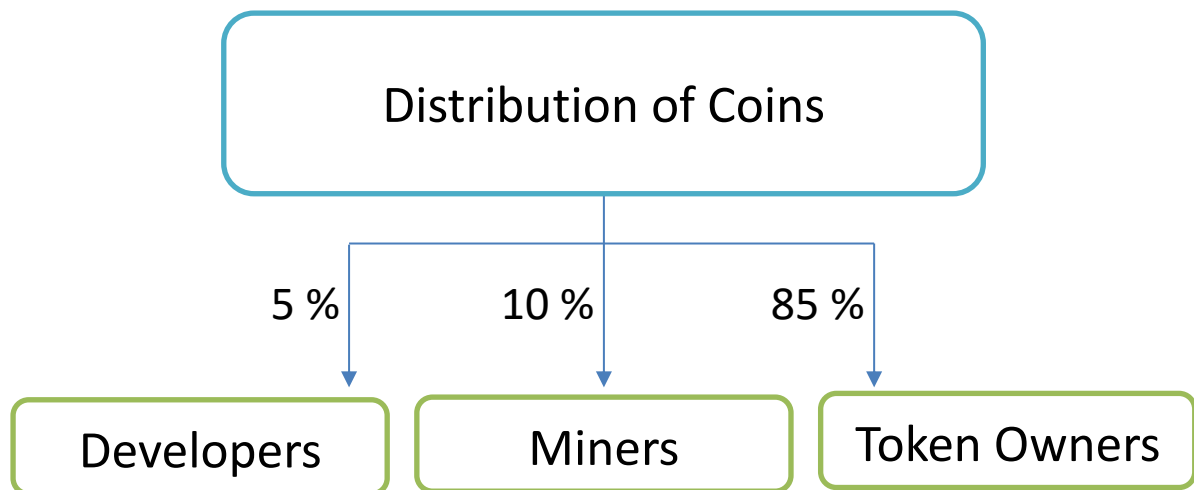 Distribution of Coins
5 %
10 %
85 %
Developers
Miners
Token Owners